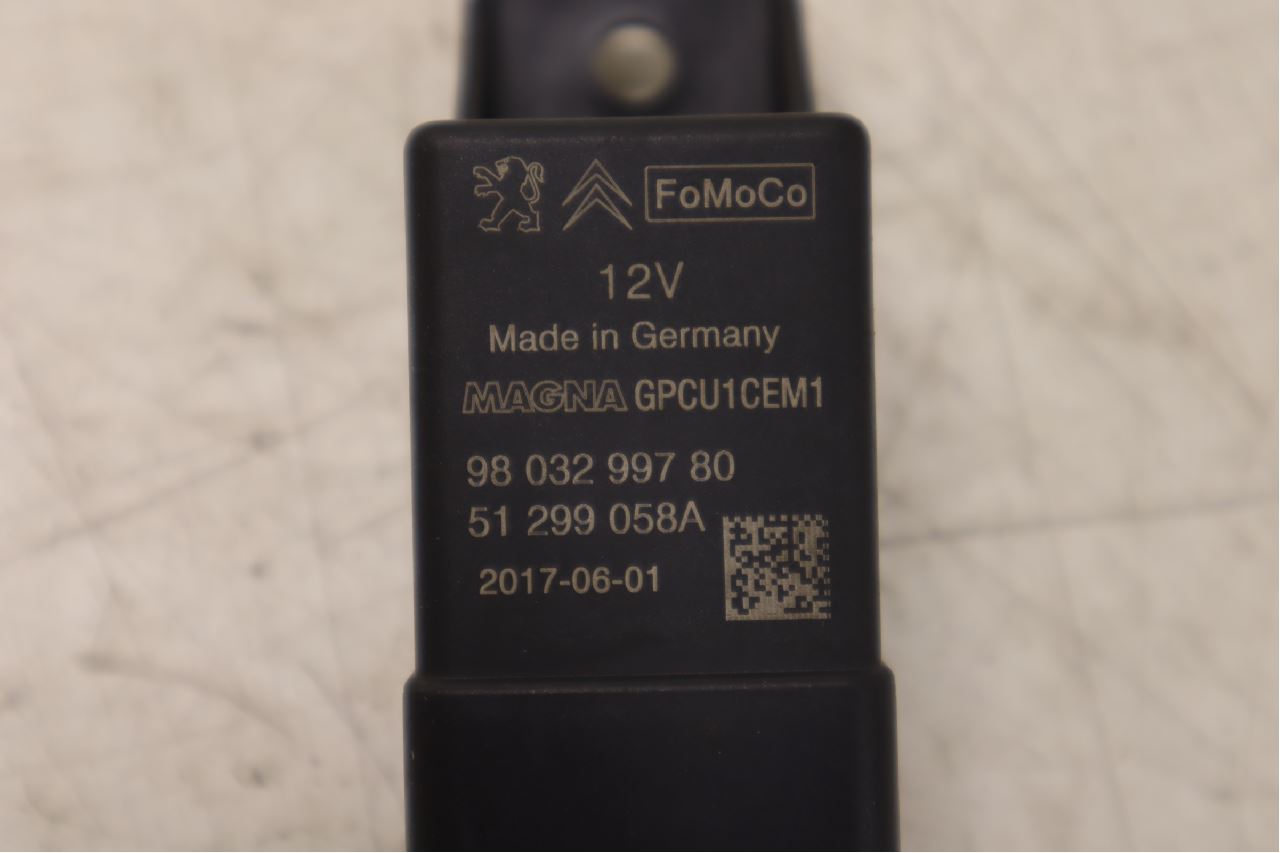 FoMoCo
12V
Made in Germany
MAGNA GPCU1CEM1
98 032 997 80
51 299 058A
2017-06-01